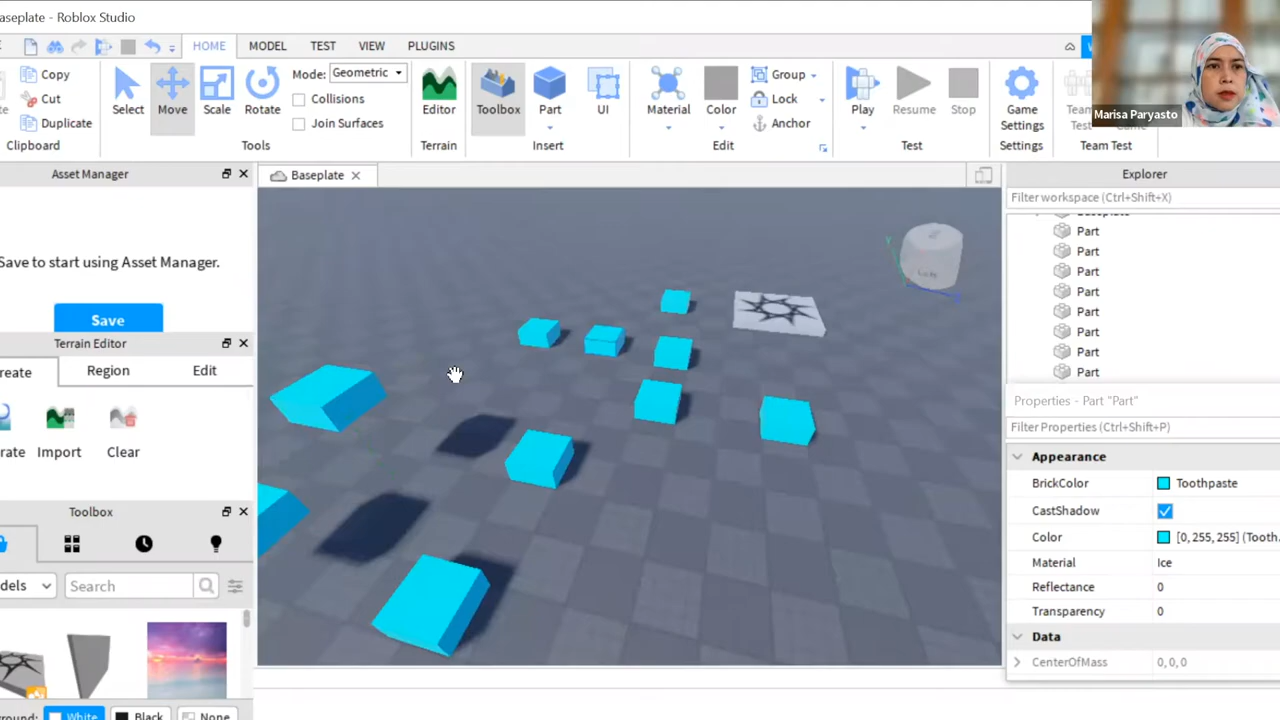 aseplate - Roblox Studio
HOME MODEL TEST VIEW PLUGINS
Copy
Cut
Duplicate
Clipboard
Select Move Scale Rotate
Mode: Geometric
Collisions
Join Surfaces
Tools
Editor
Terrain
Toolbox Part UI
Insert
Material Color
Group
Lock
Anchor
Edit
Play Resume Stop
Test
Game
Settings
Settings
Team Test
Marisa Paryasto
Asset Manager
Save to start using Asset Manager.
Save
Terrain Editor
reate Region Edit
rate Import Clear
Toolbox
dels Search
round: White Black None
Baseplate
Explorer
Filter workspace (Ctrl+Shift+X)
Part
Part
Part
Part
Part
Part
Part
Part
Properties - Part "Part"
Filter Properties (Ctrl+Shift+P)
Appearance
BrickColor Toothpaste
CastShadow
Color [0, 255, 255] (Tooth.
Material Ice
Reflectance 0
Transparency 0
Data
CenterOfMass 0, 0, 0